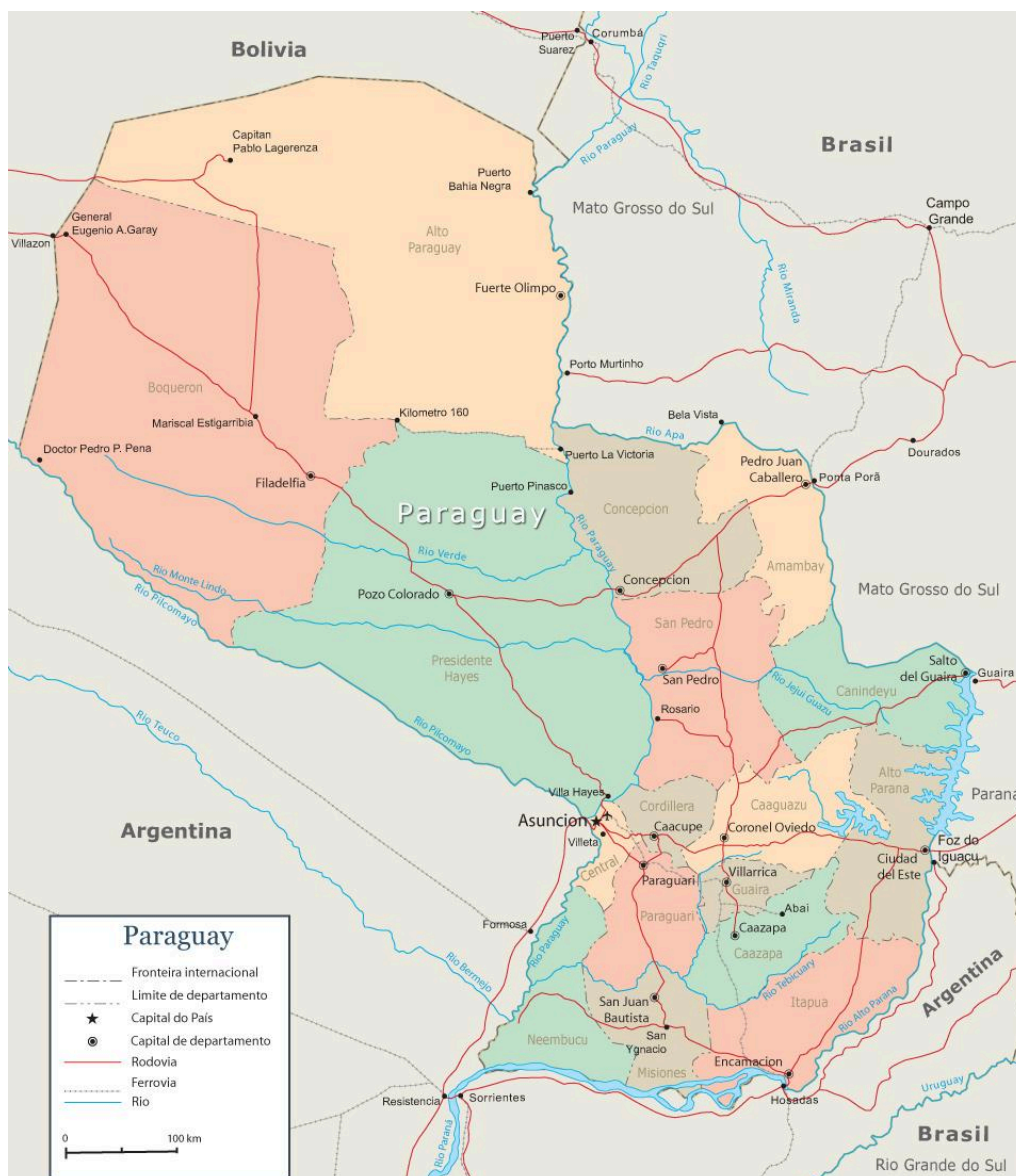 Bolivia
Puerto
Suarez
Corumbá
Rio Taquqri
Rio Paraguay
Brasil
Capitan
Pablo Lagerenza
Puerto
Bahia Negra
Mato Grosso do Sul
Campo
Grande
General
Eugenio A.Garay
Villazon
Alto
Paraguay
Rio Miranda
Fuerte Olimpo
Porto Murtinho
Boqueron
Mariscal Estigarribia
Kilometro 160
Bela Vista
Rio Apa
Doctor Pedro P. Pena
Filadelfia
Puerto La Victoria
Pedro Juan
Caballero
Ponta Porã
Dourados
Puerto Pinasco
Paraguay
Concepcion
Rio Paraguay
Rio Verde
Rio Monte Lindo
Rio Pilcomayo
Pozo Colorado
Concepcion
Amambay
Mato Grosso do Sul
San Pedro
Presidente
Hayes
San Pedro
Rio Jejui Guazu
Canindeyu
Salto
del Guaira
Guaira
Rosario
Rio Teuco
Rio Pilcomayo
Villa Hayes
Cordillera
Caaguazu
Alto
Parana
Parana
Argentina
Asuncion
Villeta
Caacupe
Coronel Oviedo
Foz do
Iguaçu
Ciudad
del Este
Central
Paraguari
Villarrica
Guaira
Paraguari
Abai
Caazapa
Caazapa
Formosa
Rio Paraguay
Rio Bermejo
Rio Tebicuary
Itapua
Rio Alto Parana
Argentina
San Juan
Bautista
San
Ygnacio
Neembucu
Misiones
Encamacion
Hosadas
Resistencia
Sorrientes
Rio Paraná
Uruguay
Brasil
Rio Grande do Sul
Paraguay
Fronteira internacional
Limite de departamento
Capital do País
Capital de departamento
Rodovia
Ferrovia
Rio
0 100 km